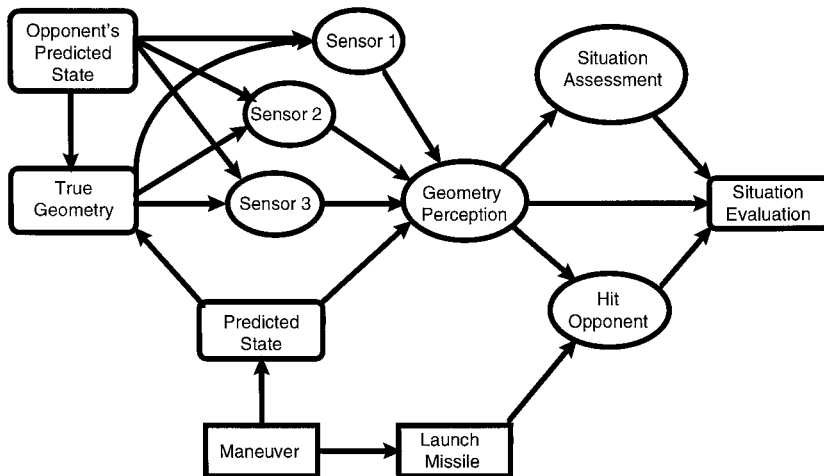 Opponent's
Predicted
State
Sensor 1
Situation
Assessment
Sensor 2
True
Geometry
Sensor 3
Geometry
Perception
Situation
Evaluation
Predicted
State
Hit
Opponent
Maneuver
Launch
Missile